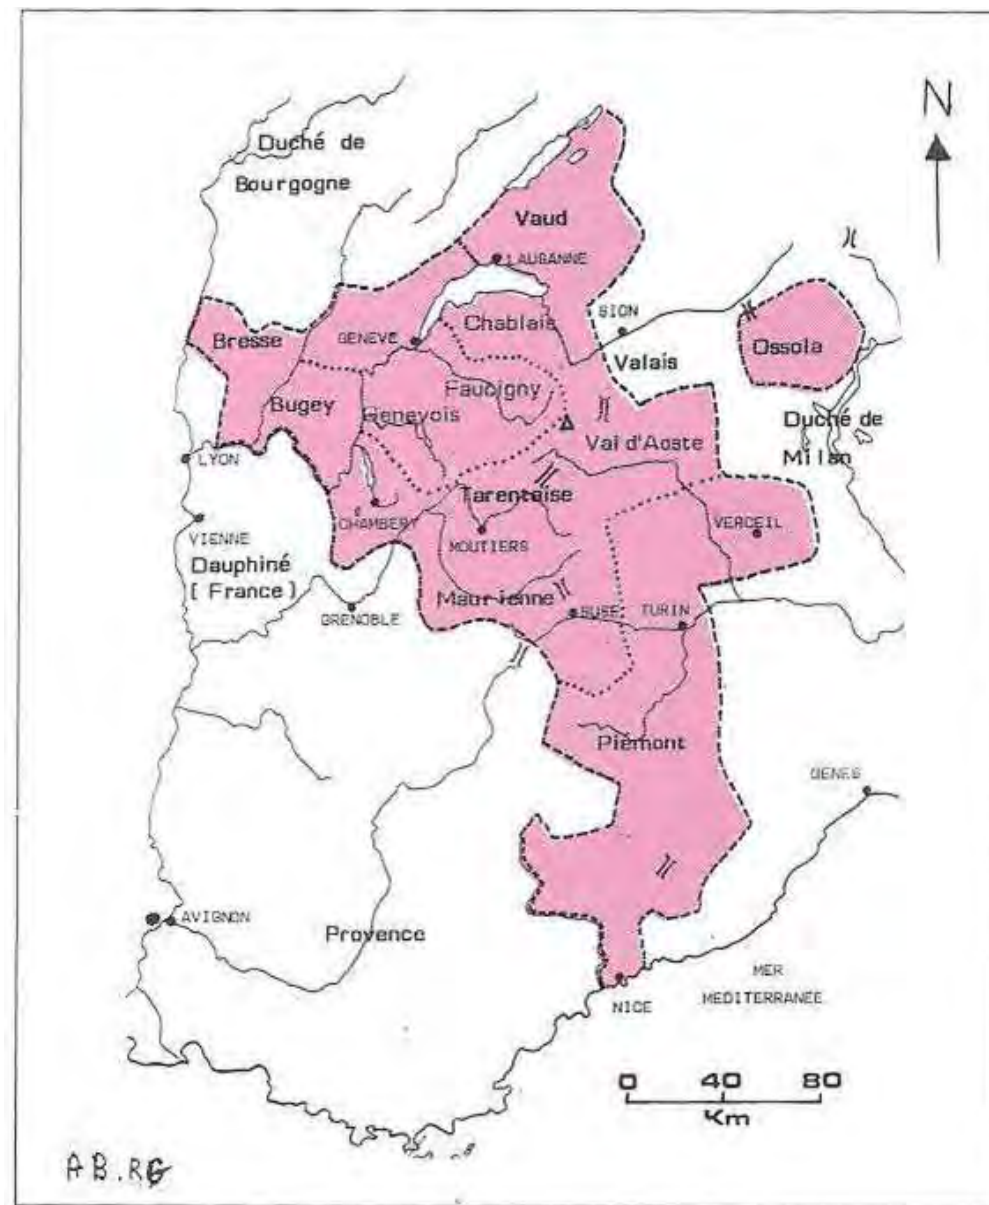 N
Duché de
Bourgogne
Vaud
LAUSANNE
Chablais
SION
GENEVE
Bresse
Valais
Ossola
Faucigny
Bugey
Genevois
Duché de
Milan
Val d'Aoste
LYON
Tarentaise
CHAMBERY
VERCEIL
VIENNE
MOUTIERS
Dauphiné
( France )
Maurienne
GRENOBLE
SUSE
TURIN
Piémont
GENES
AVIGNON
Provence
MER
MEDITERRANEE
NICE
0 40 80
Km
AB.RG